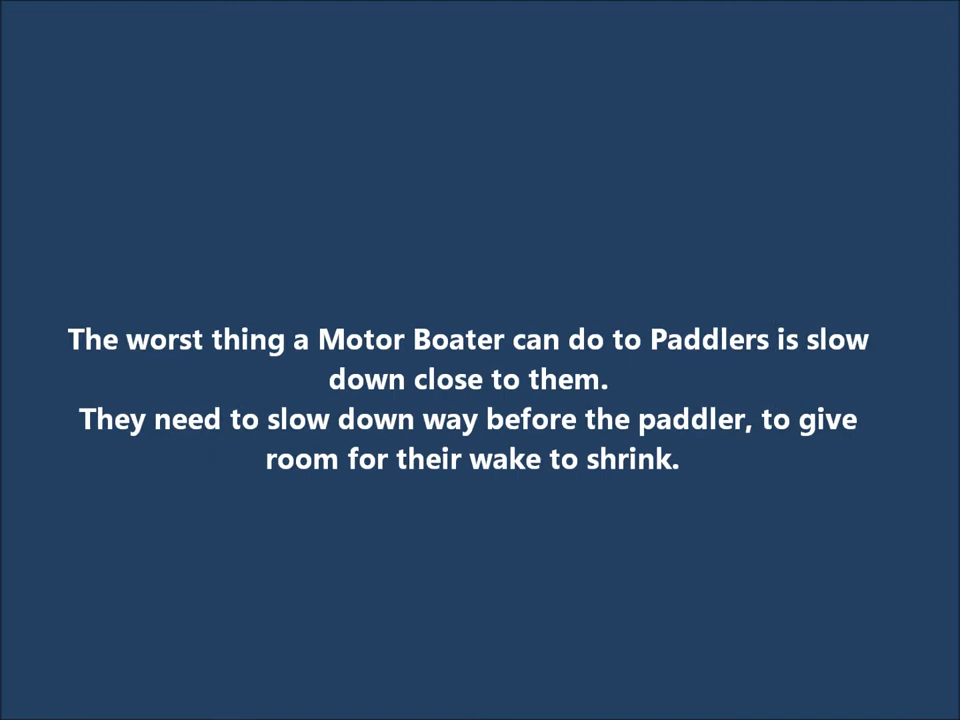 The worst thing a Motor Boater can do to Paddlers is slow
down close to them.
They need to slow down way before the paddler, to give
room for their wake to shrink.